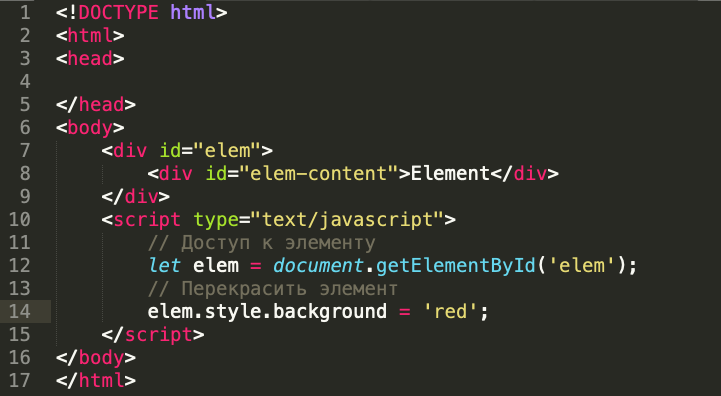 1 <!DOCTYPE html>
2 <html>
3 <head>
4
5 </head>
6 <body>
7     <div id="elem">
8         <div id="elem-content">Element</div>
9     </div>
10     <script type="text/javascript">
11         // Доступ к элементу
12         let elem = document.getElementById('elem');
13         // Перекрасить элемент
14         elem.style.background = 'red';
15     </script>
16 </body>
17 </html>